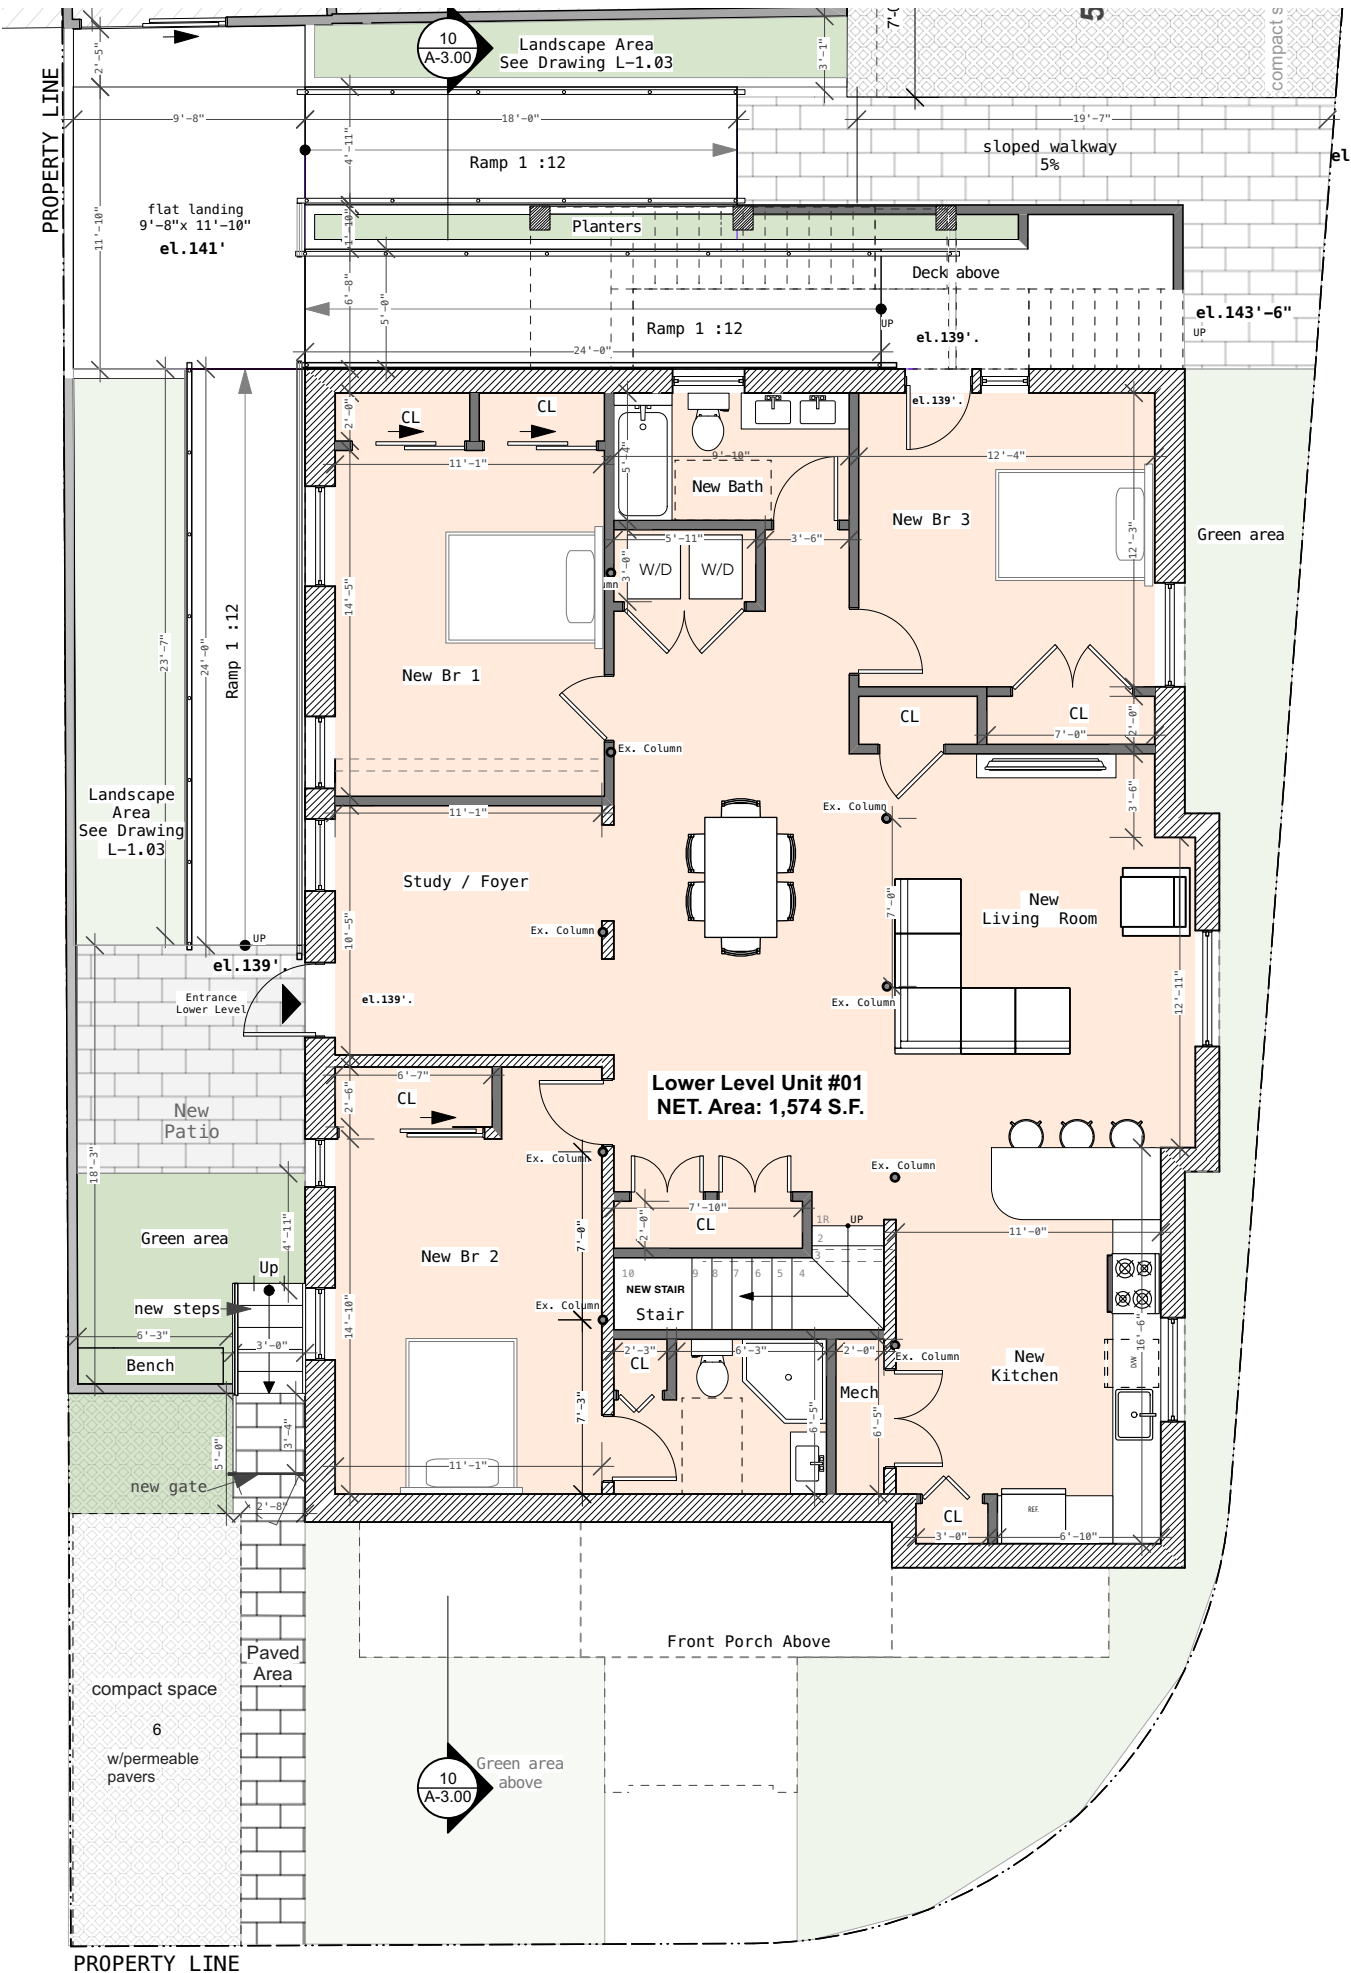 10
A-3.00
Landscape Area
See Drawing L-1.03
5
compact s
2'-5"
3'-1"
PROPERTY LINE
9'-8"
18'-0"
19'-7"
4'-11"
Ramp 1 :12
sloped walkway
5%
el
flat landing
9'-8"x 11'-10"
el.141'
11'-10"
1'-10"
Planters
Deck above
6'-8"
5'-0"
Ramp 1 :12
UP
el.139'.
el.143'-6"
UP
24'-0"
CL
CL
2'-0"
el.139'.
11'-1"
5'-4"
9'-10"
12'-4"
New Bath
New Br 3
12'-3"
Green area
5'-11"
3'-6"
W/D
W/D
3'-0"
umn
14'-5"
Ramp 1 :12
23'-7"
24'-0"
New Br 1
CL
CL
7'-0"
2'-0"
Ex. Column
3'-6"
Landscape
Area
See Drawing
L-1.03
11'-1"
Ex. Column
Study / Foyer
7'-0"
New
Living Room
10'-5"
Ex. Column
UP
el.139'.
Entrance
Lower Level
el.139'.
Ex. Column
12'-11"
6'-7"
2'-6"
CL
Lower Level Unit #01
NET. Area: 1,574 S.F.
New
Patio
18'-3"
Ex. Column
Ex. Column
7'-10"
2'-0"
CL
1R
UP
2
3
11'-0"
Green area
4'-11"
New Br 2
7'-0"
Up
10
9
8
7
6
5
4
NEW STAIR
Stair
new steps
14'-10"
Ex. Column
16'-6"
6'-3"
3'-0"
Bench
2'-3"
6'-3"
2'-0"
CL
Ex. Column
New
Kitchen
D/W
Mech
7'-3"
6'-5"
6'-5"
3'-4"
5'-0"
11'-1"
new gate
2'-8"
CL
REF.
3'-0"
6'-10"
Front Porch Above
Paved
Area
compact space
6
w/permeable
pavers
10
A-3.00
Green area
above
PROPERTY LINE